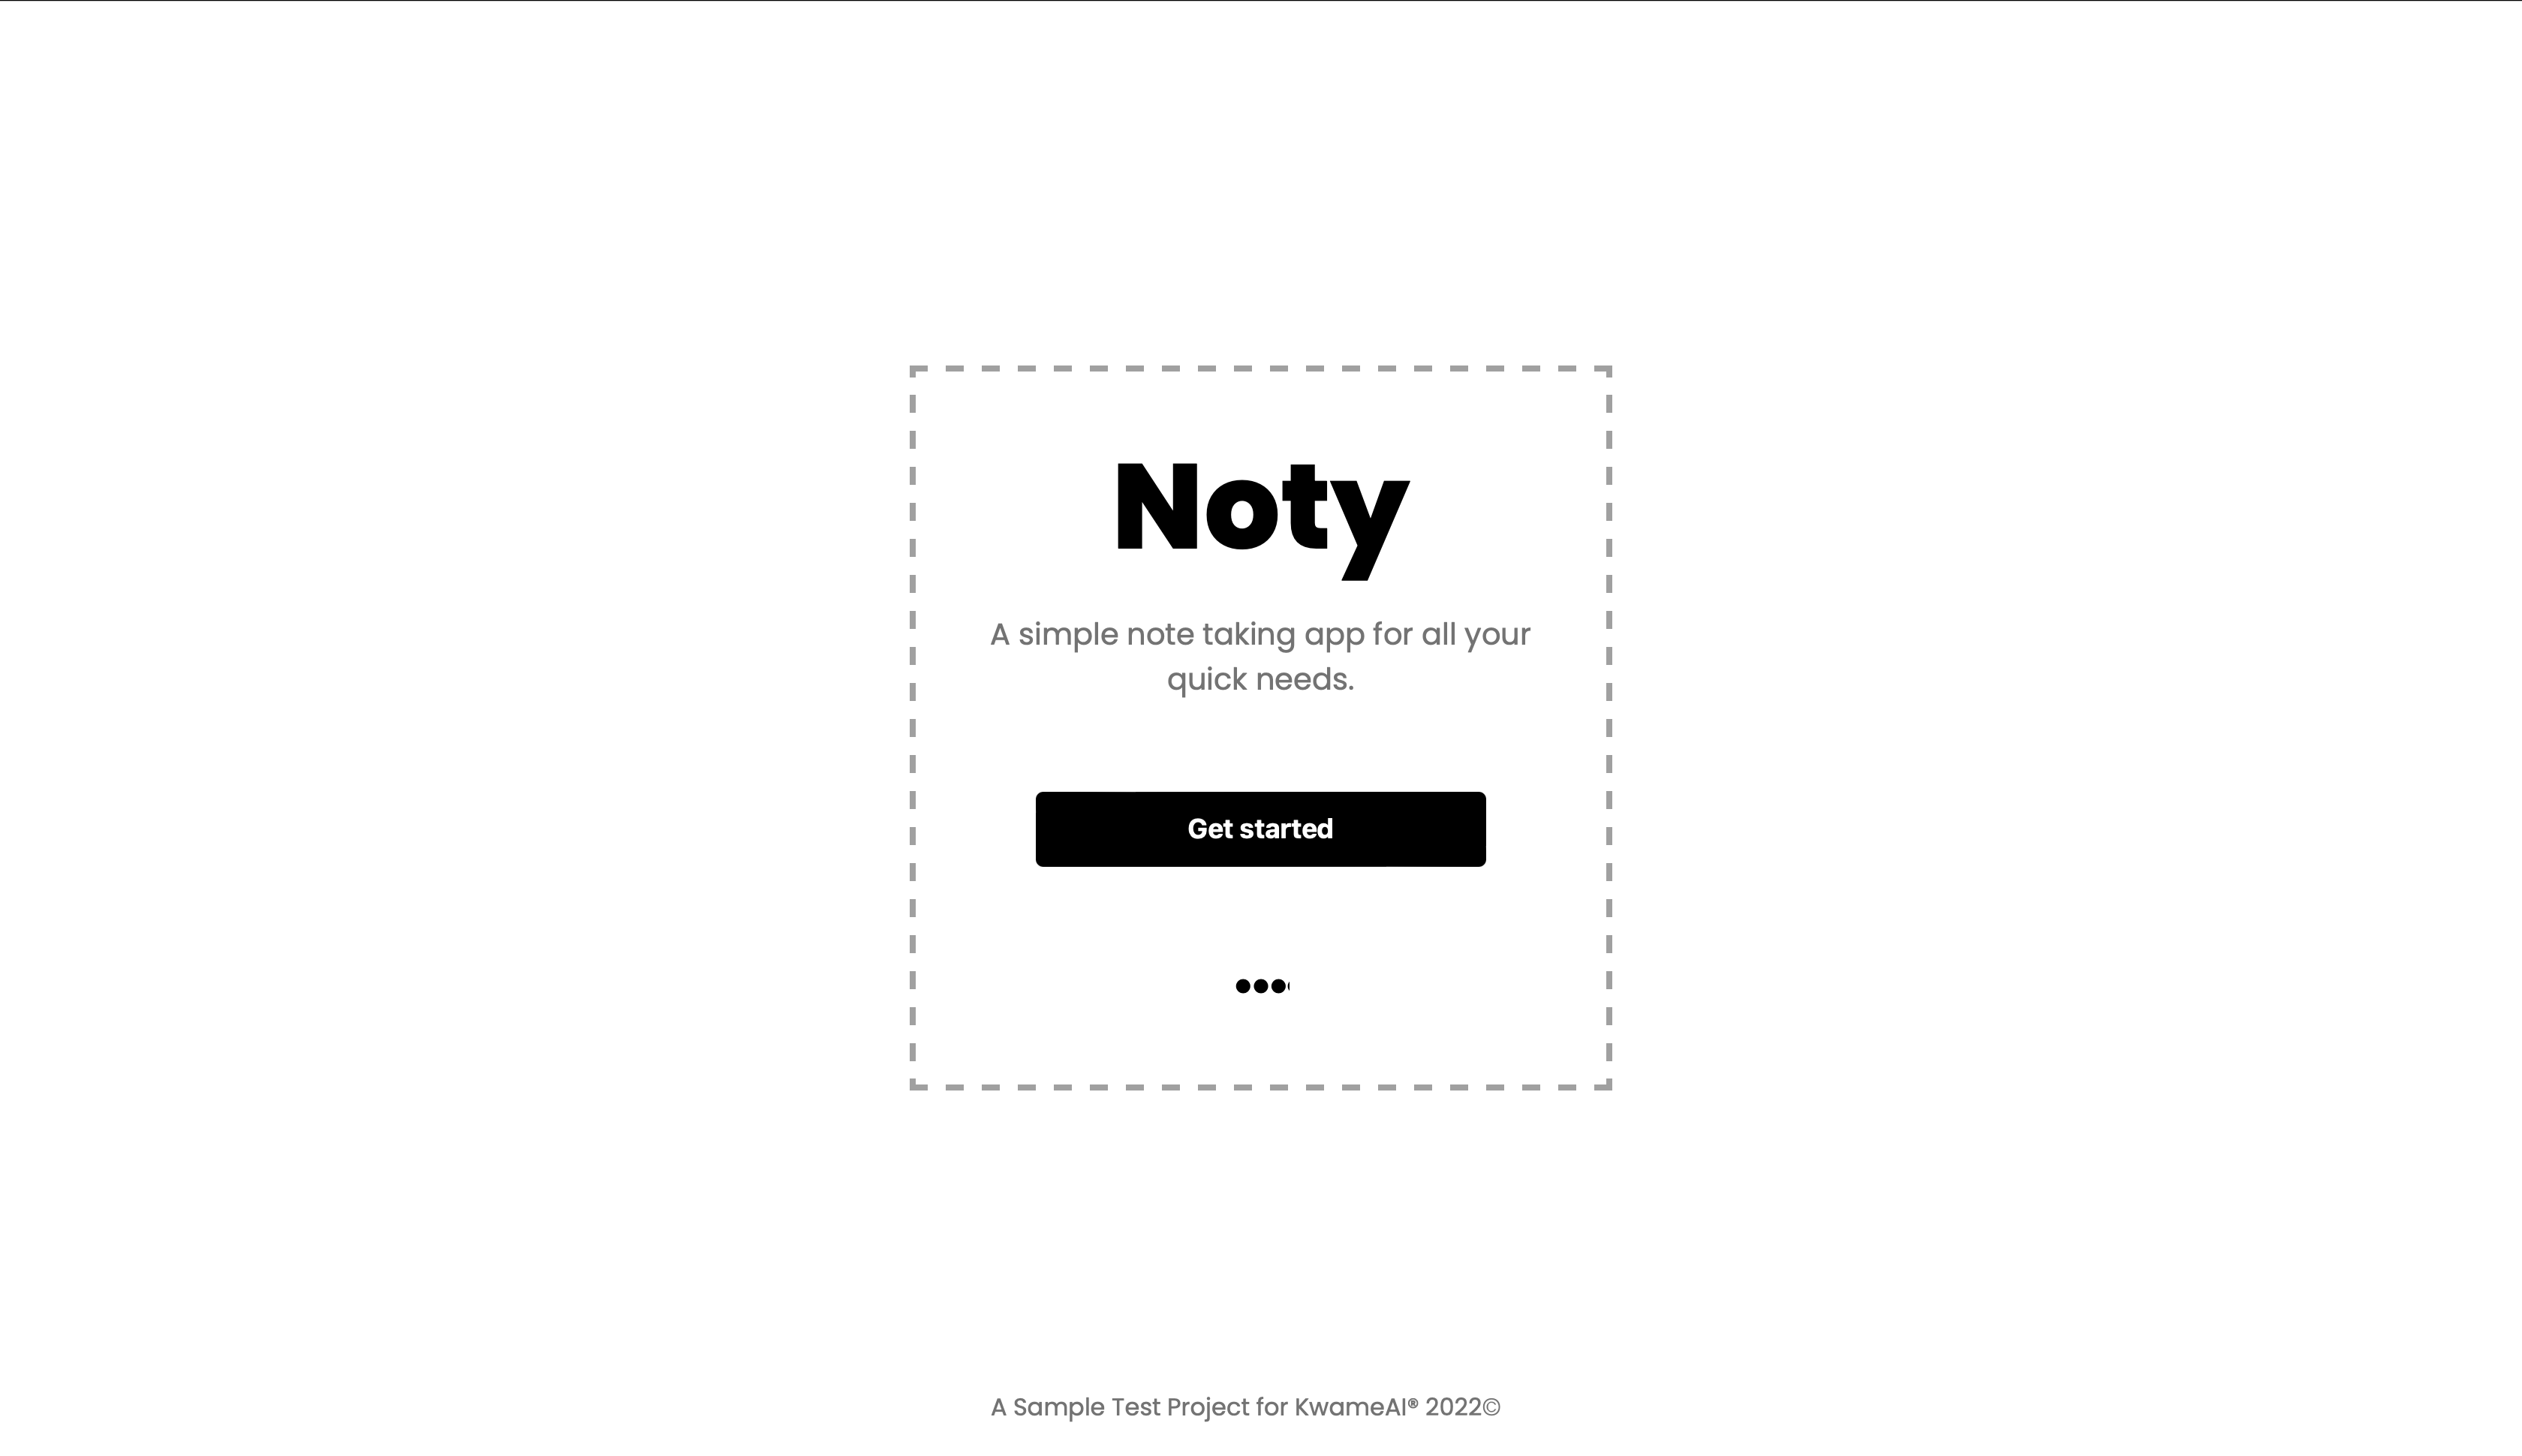 Noty
A simple note taking app for all your
quick needs.
Get started
A Sample Test Project for KwameAI® 2022©